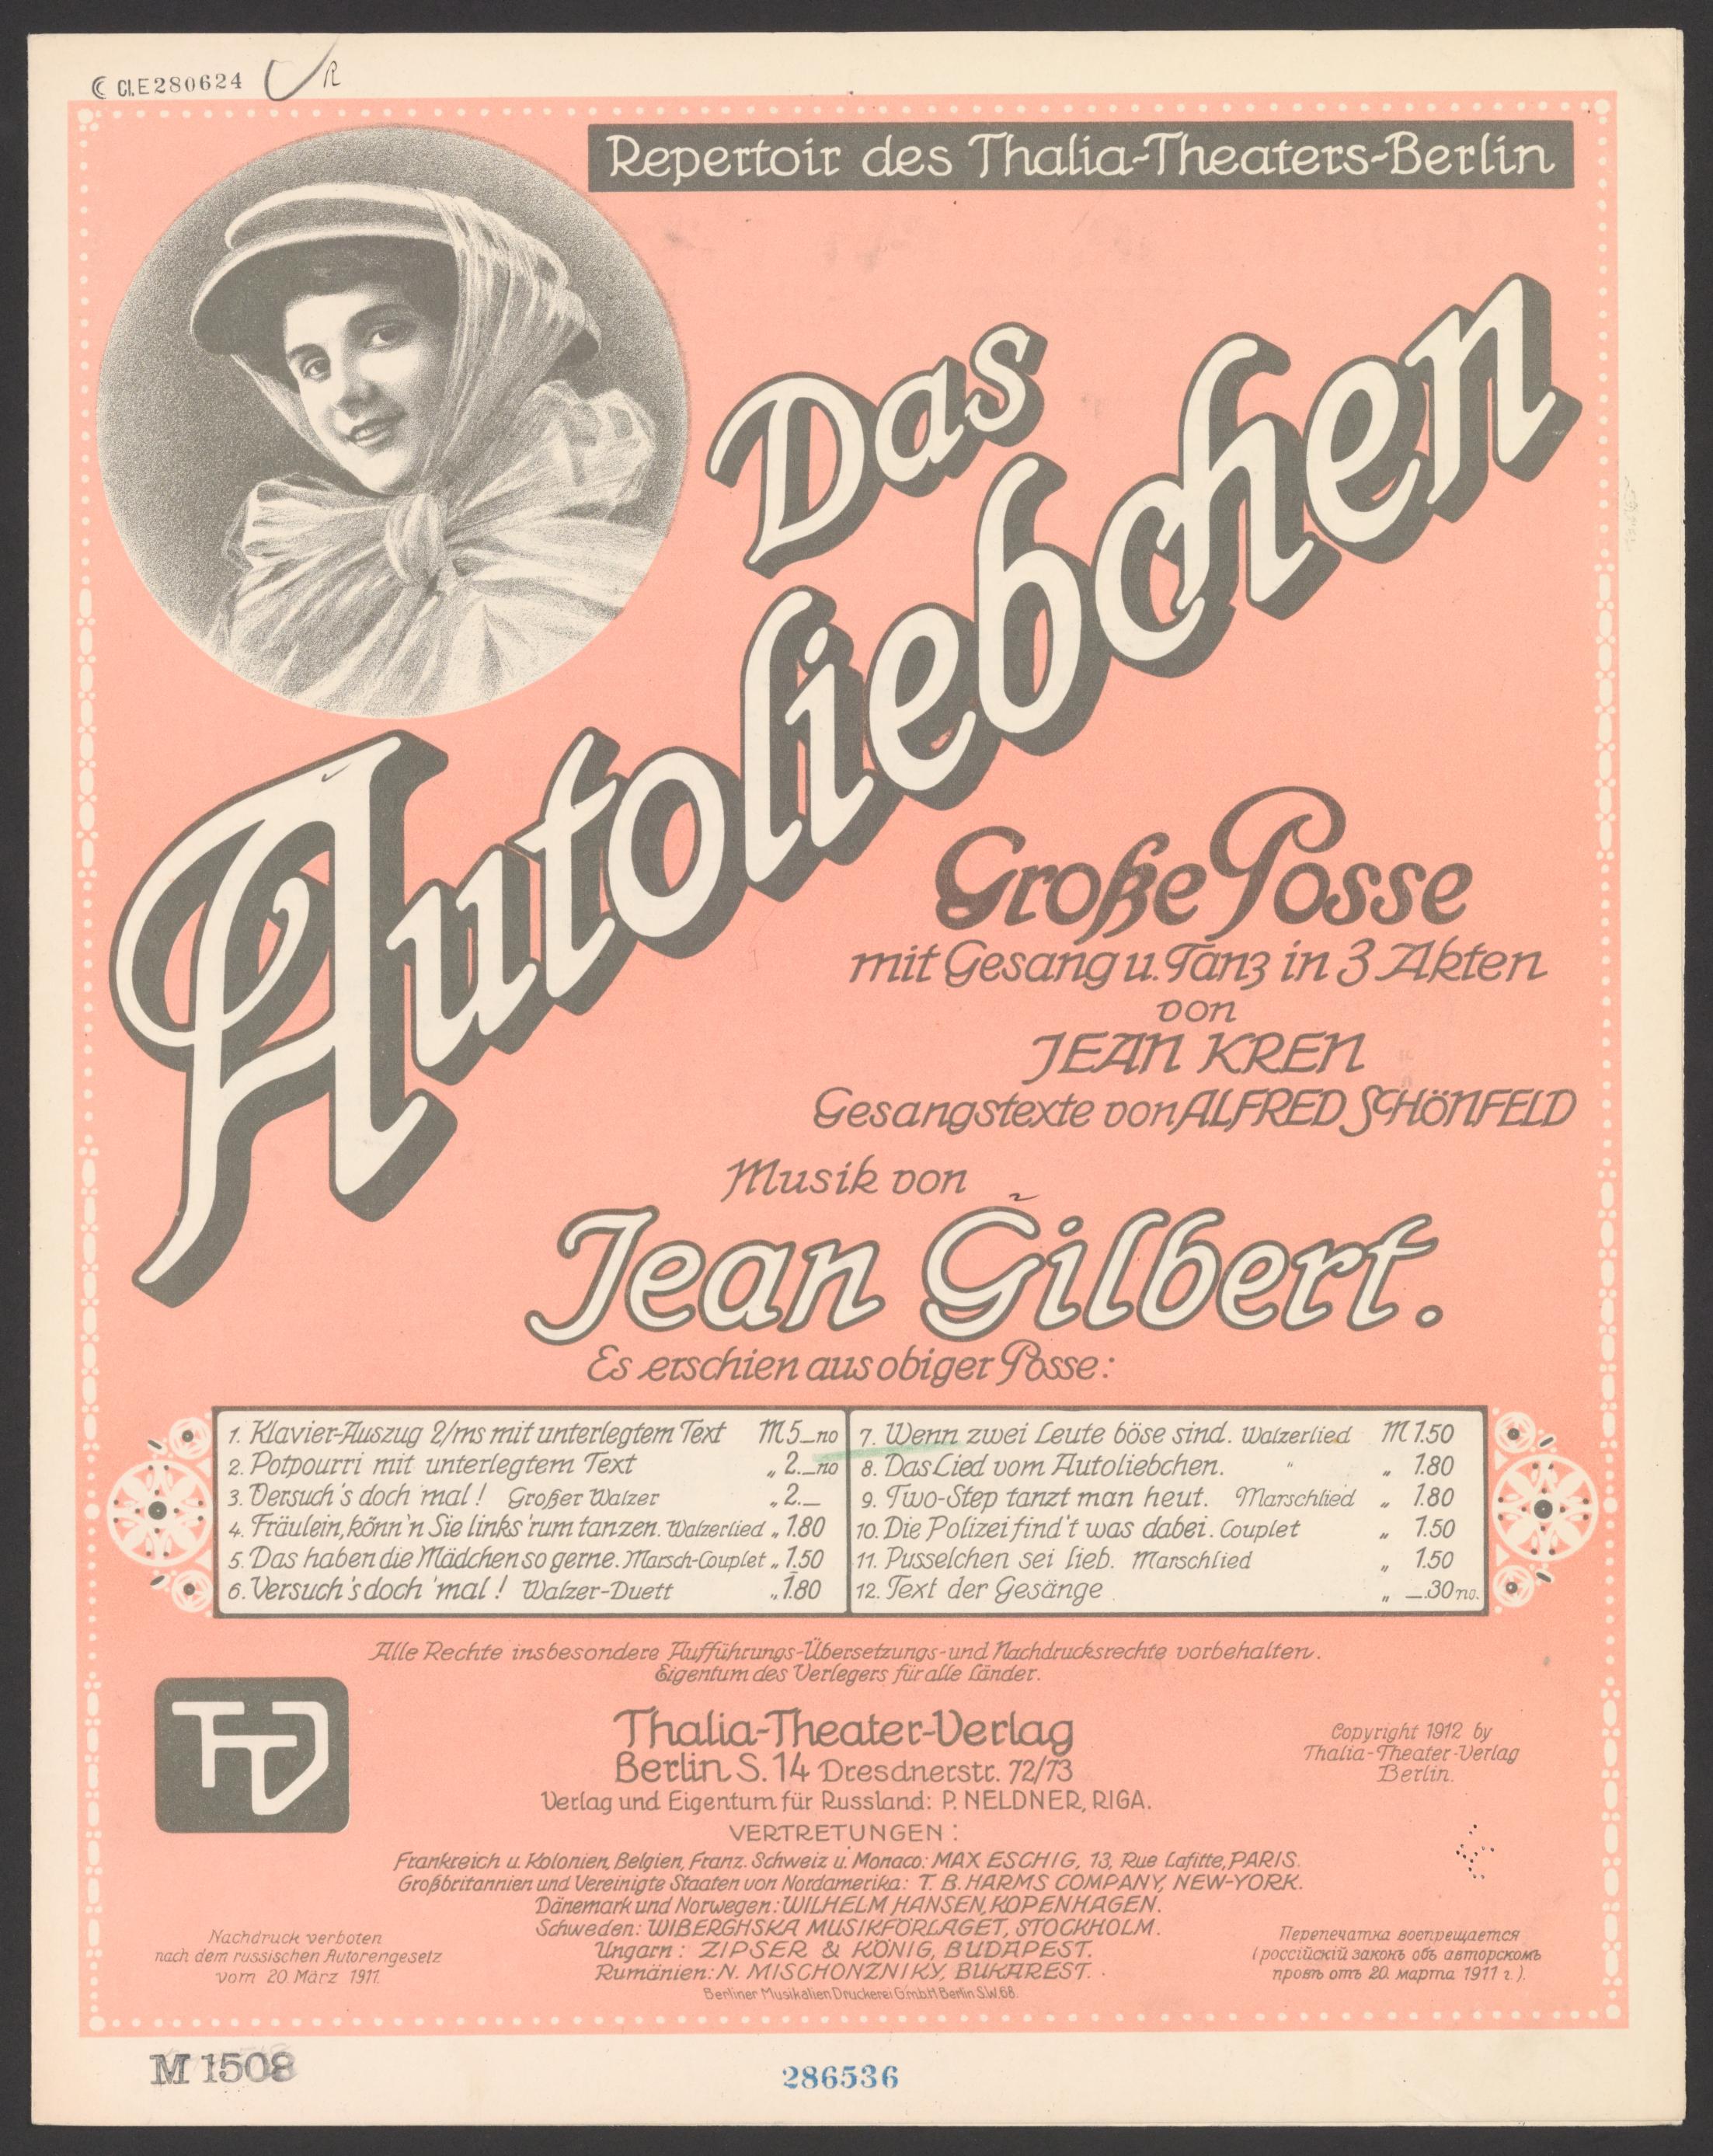 C Cl.E280624 R
Repertoir des Thalia-Theaters-Berlin
Das
Autoliebchen
Große Posse
mit Gesang u. Tanz in 3 Akten
von
JEAN KREN
Gesangstexte von ALFRED SCHÖNFELD
Musik von
Jean Gilbert.
Es erschien aus obiger Posse:
1. Klavier-Auszug 2/ms mit unterlegtem Text M 5_no
2. Potpourri mit unterlegtem Text „ 2._no
3. Versuch's doch mal! Großer Walzer „ 2._
4. Fräulein, könn'n Sie links 'rum tanzen. Walzerlied „ 1.80
5. Das haben die Mädchen so gerne. Marsch-Couplet „ 1.50
6. Versuch's doch 'mal! Walzer-Duett „ 1.80
7. Wenn zwei Leute böse sind. Walzerlied M 1.50
8. Das Lied vom Autoliebchen. " „ 1.80
9. Two-Step tanzt man heut. Marschlied „ 1.80
10. Die Polizei find't was dabei. Couplet „ 1.50
11. Pusselchen sei lieb. Marschlied „ 1.50
12. Text der Gesänge „ _.30 no.
Alle Rechte insbesondere Aufführungs-Übersetzungs-und Nachdrucksrechte vorbehalten.
Eigentum des Verlegers für alle Länder.
TTV
Thalia-Theater-Verlag
Berlin S. 14 Dresdnerstr. 72/73
Verlag und Eigentum für Russland: P. NELDNER, RIGA.
Copyright 1912 by
Thalia-Theater-Verlag
Berlin.
VERTRETUNGEN:
Frankreich u. Kolonien, Belgien, Franz. Schweiz u. Monaco: MAX ESCHIG, 13, Rue Lafitte, PARIS.
Großbritannien und Vereinigte Staaten von Nordamerika: T. B. HARMS COMPANY, NEW-YORK.
Dänemark und Norwegen: WILHELM HANSEN, KOPENHAGEN.
Schweden: WIBERGHSKA MUSIKFÖRLAGET, STOCKHOLM.
Ungarn: ZIPSER & KÖNIG, BUDAPEST.
Rumänien: N. MISCHONZNIKY, BUKAREST.
Berliner Musikalien Druckerei G.m.b.H. Berlin S.W.68.
Nachdruck verboten
nach dem russischen Autorengesetz
vom 20. März 1911.
Перепечатка воепрещается
(россійскій законъ объ авторскомъ
провъ отъ 20. марта 1911 г.).
M 1508
286536